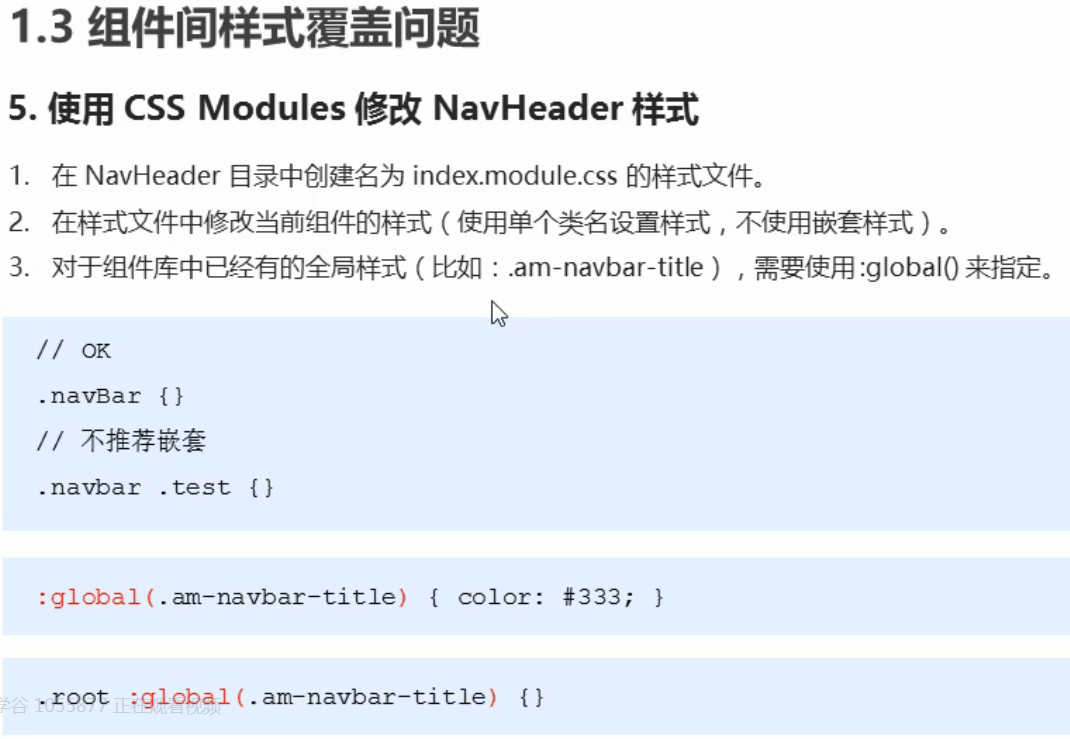 1.3 组件间样式覆盖问题
5. 使用 CSS Modules 修改 NavHeader 样式
1. 在 NavHeader 目录中创建名为 index.module.css 的样式文件。
2. 在样式文件中修改当前组件的样式（使用单个类名设置样式，不使用嵌套样式）。
3. 对于组件库中已经有的全局样式（比如：.am-navbar-title），需要使用:global() 来指定。
// OK
.navBar {}
// 不推荐嵌套
.navbar .test {}
:global(.am-navbar-title) { color: #333; }
.root :global(.am-navbar-title) {}
正在观看视频